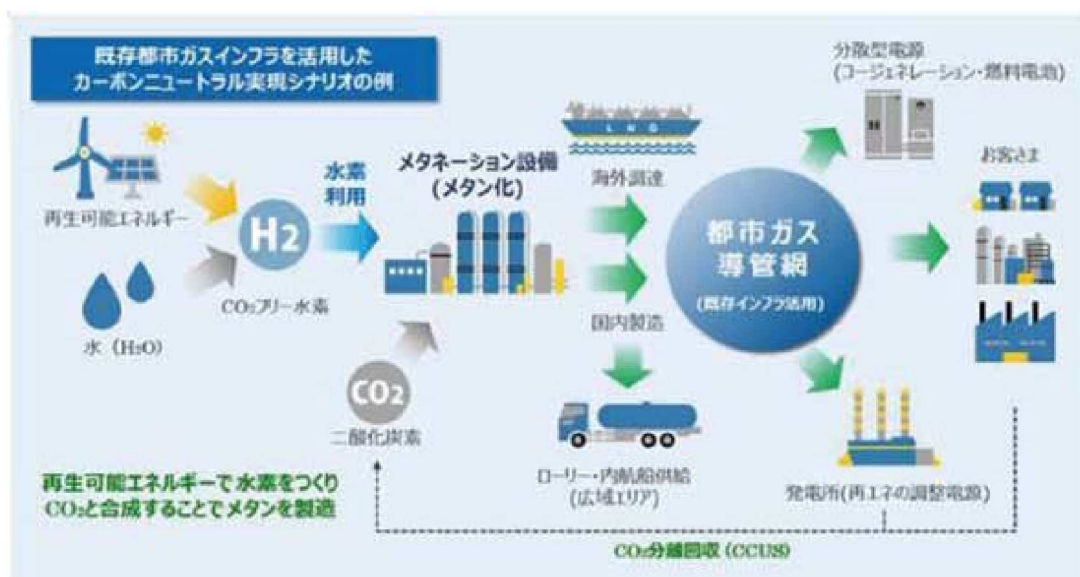 既存都市ガスインフラを活用した
カーボンニュートラル実現シナリオの例
再生可能エネルギー
水（H₂O）
H2
CO₂フリー水素
水素
利用
メタネーション設備
(メタン化)
CO2
二酸化炭素
LNG
海外調達
国内製造
ローリー・内航船供給
(広域エリア)
都市ガス
導管網
(既存インフラ活用)
分散型電源
(コージェネレーション・燃料電池)
お客さま
発電所(再エネの調整電源)
再生可能エネルギーで水素をつくり
CO₂と合成することでメタンを製造
CO₂分離回収(CCUS)